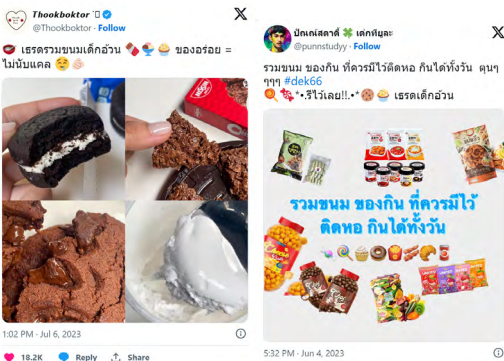 Thookboktor
@Thookboktor · Follow
เธรดรวมขนมเด็กอ้วน ของอร่อย =
ไม่นับแคล
1:02 PM · Jul 6, 2023
18.2K Reply Share
ปัณณ์สตาดี้ เด็กทียูละ
@punnstudyy · Follow
รวมขนม ของกิน ที่ควรมีไว้ติดหอ กินได้ทั้งวัน ตุนๆ
ๆๆๆ #dek66
*•.รีไว้เลย!!.•* เธรดเด็กอ้วน
รวมขนม ของกิน ที่ควรมีไว้
ติดหอ กินได้ทั้งวัน
5:32 PM · Jun 4, 2023